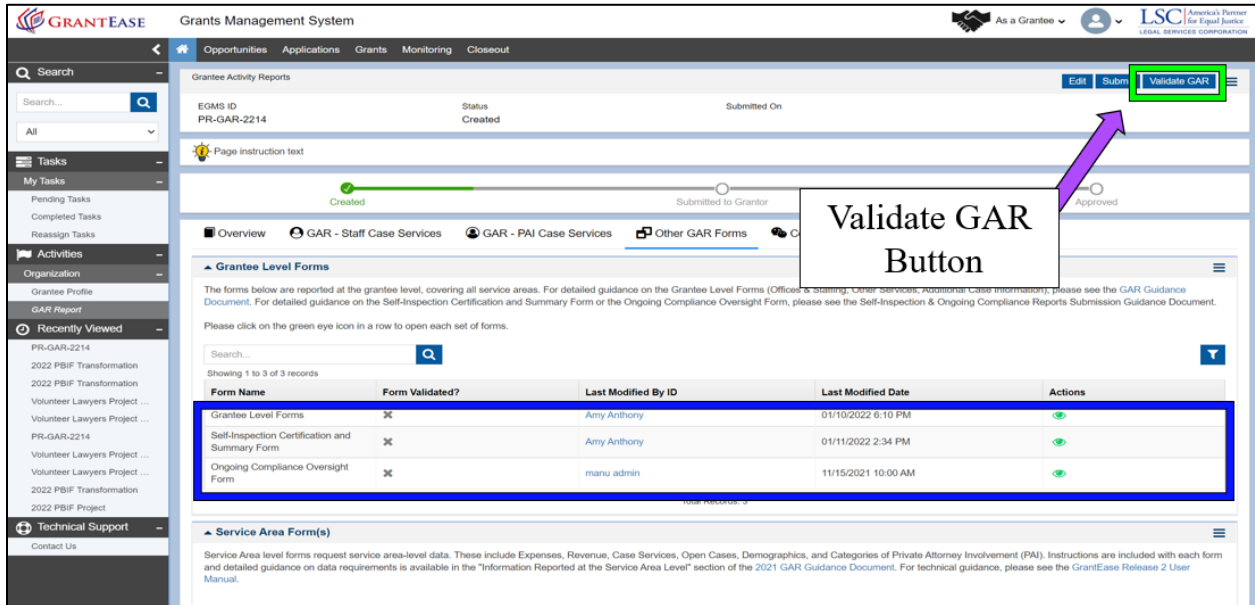 GRANTEASE
Grants Management System
As a Grantee
LSC America's Partner for Equal Justice
LEGAL SERVICES CORPORATION
Opportunities Applications Grants Monitoring Closeout
Search
Search...
All
Tasks
My Tasks
Pending Tasks
Completed Tasks
Reassign Tasks
Activities
Organization
Grantee Profile
GAR Report
Recently Viewed
PR-GAR-2214
2022 PBIF Transformation
2022 PBIF Transformation
Volunteer Lawyers Project ...
Volunteer Lawyers Project ...
PR-GAR-2214
Volunteer Lawyers Project ...
Volunteer Lawyers Project ...
2022 PBIF Transformation
2022 PBIF Project
Technical Support
Contact Us
Grantee Activity Reports
Edit Subm Validate GAR
EGMS ID Status Submitted On
PR-GAR-2214 Created
Page instruction text
Created Submitted to Grantor Approved
Validate GAR
Button
Overview GAR - Staff Case Services GAR - PAI Case Services Other GAR Forms
Grantee Level Forms
The forms below are reported at the grantee level, covering all service areas. For detailed guidance on the Grantee Level Forms (Offices & Staffing, Other Services, Additional Case Information), please see the GAR Guidance
Document. For detailed guidance on the Self-Inspection Certification and Summary Form or the Ongoing Compliance Oversight Form, please see the Self-Inspection & Ongoing Compliance Reports Submission Guidance Document.
Please click on the green eye icon in a row to open each set of forms.
Search...
Showing 1 to 3 of 3 records
Form Name Form Validated? Last Modified By ID Last Modified Date Actions
Grantee Level Forms Amy Anthony 01/10/2022 6:10 PM
Self-Inspection Certification and
Summary Form Amy Anthony 01/11/2022 2:34 PM
Ongoing Compliance Oversight
Form manu admin 11/15/2021 10:00 AM
Total Records: 3
Service Area Form(s)
Service Area level forms request service area-level data. These include Expenses, Revenue, Case Services, Open Cases, Demographics, and Categories of Private Attorney Involvement (PAI). Instructions are included with each form
and detailed guidance on data requirements is available in the "Information Reported at the Service Area Level" section of the 2021 GAR Guidance Document. For technical guidance, please see the GrantEase Release 2 User
Manual.